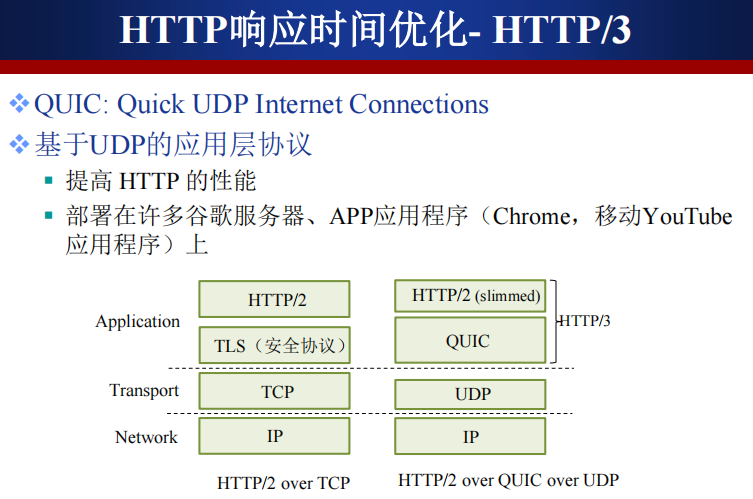 HTTP响应时间优化- HTTP/3
QUIC: Quick UDP Internet Connections
基于UDP的应用层协议
提高 HTTP 的性能
部署在许多谷歌服务器、APP应用程序（Chrome，移动YouTube
应用程序）上
HTTP/2
HTTP/2 (slimmed)
Application
HTTP/3
TLS（安全协议）
QUIC
Transport
TCP
UDP
Network
IP
IP
HTTP/2 over TCP
HTTP/2 over QUIC over UDP